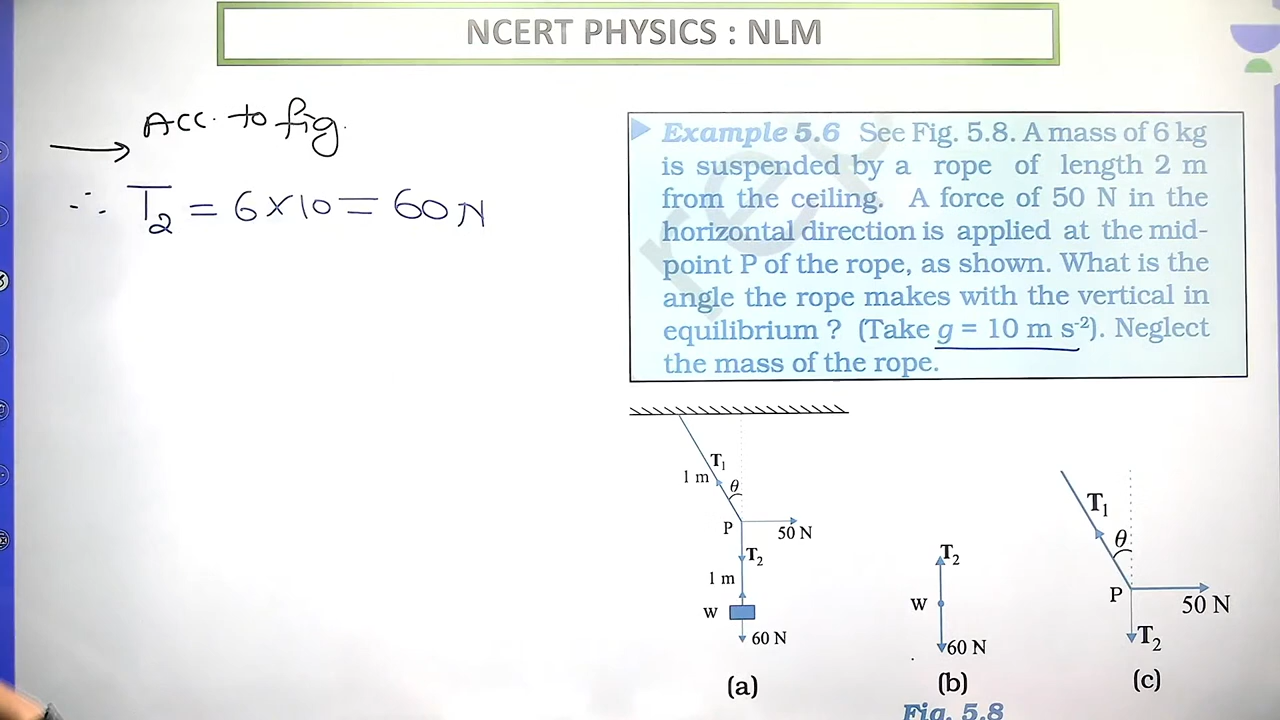 NCERT PHYSICS : NLM
Acc. to fig.
∴ T₂ = 6 × 10 = 60 N
Example 5.6 See Fig. 5.8. A mass of 6 kg
is suspended by a rope of length 2 m
from the ceiling. A force of 50 N in the
horizontal direction is applied at the mid-
point P of the rope, as shown. What is the
angle the rope makes with the vertical in
equilibrium ? (Take g = 10 m s⁻²). Neglect
the mass of the rope.
T₁
1 m
θ
P
50 N
T₂
1 m
W
60 N
(a)
T₂
W
60 N
(b)
T₁
θ
P
50 N
T₂
(c)
Fig. 5.8